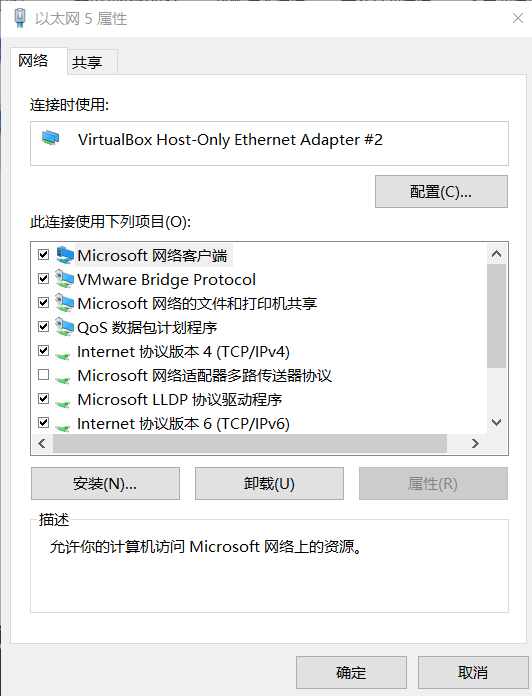 以太网 5 属性
网络
共享
连接时使用:
VirtualBox Host-Only Ethernet Adapter #2
配置(C)...
此连接使用下列项目(O):
Microsoft 网络客户端
VMware Bridge Protocol
Microsoft 网络的文件和打印机共享
QoS 数据包计划程序
Internet 协议版本 4 (TCP/IPv4)
Microsoft 网络适配器多路传送器协议
Microsoft LLDP 协议驱动程序
Internet 协议版本 6 (TCP/IPv6)
安装(N)...
卸载(U)
属性(R)
描述
允许你的计算机访问 Microsoft 网络上的资源。
确定
取消